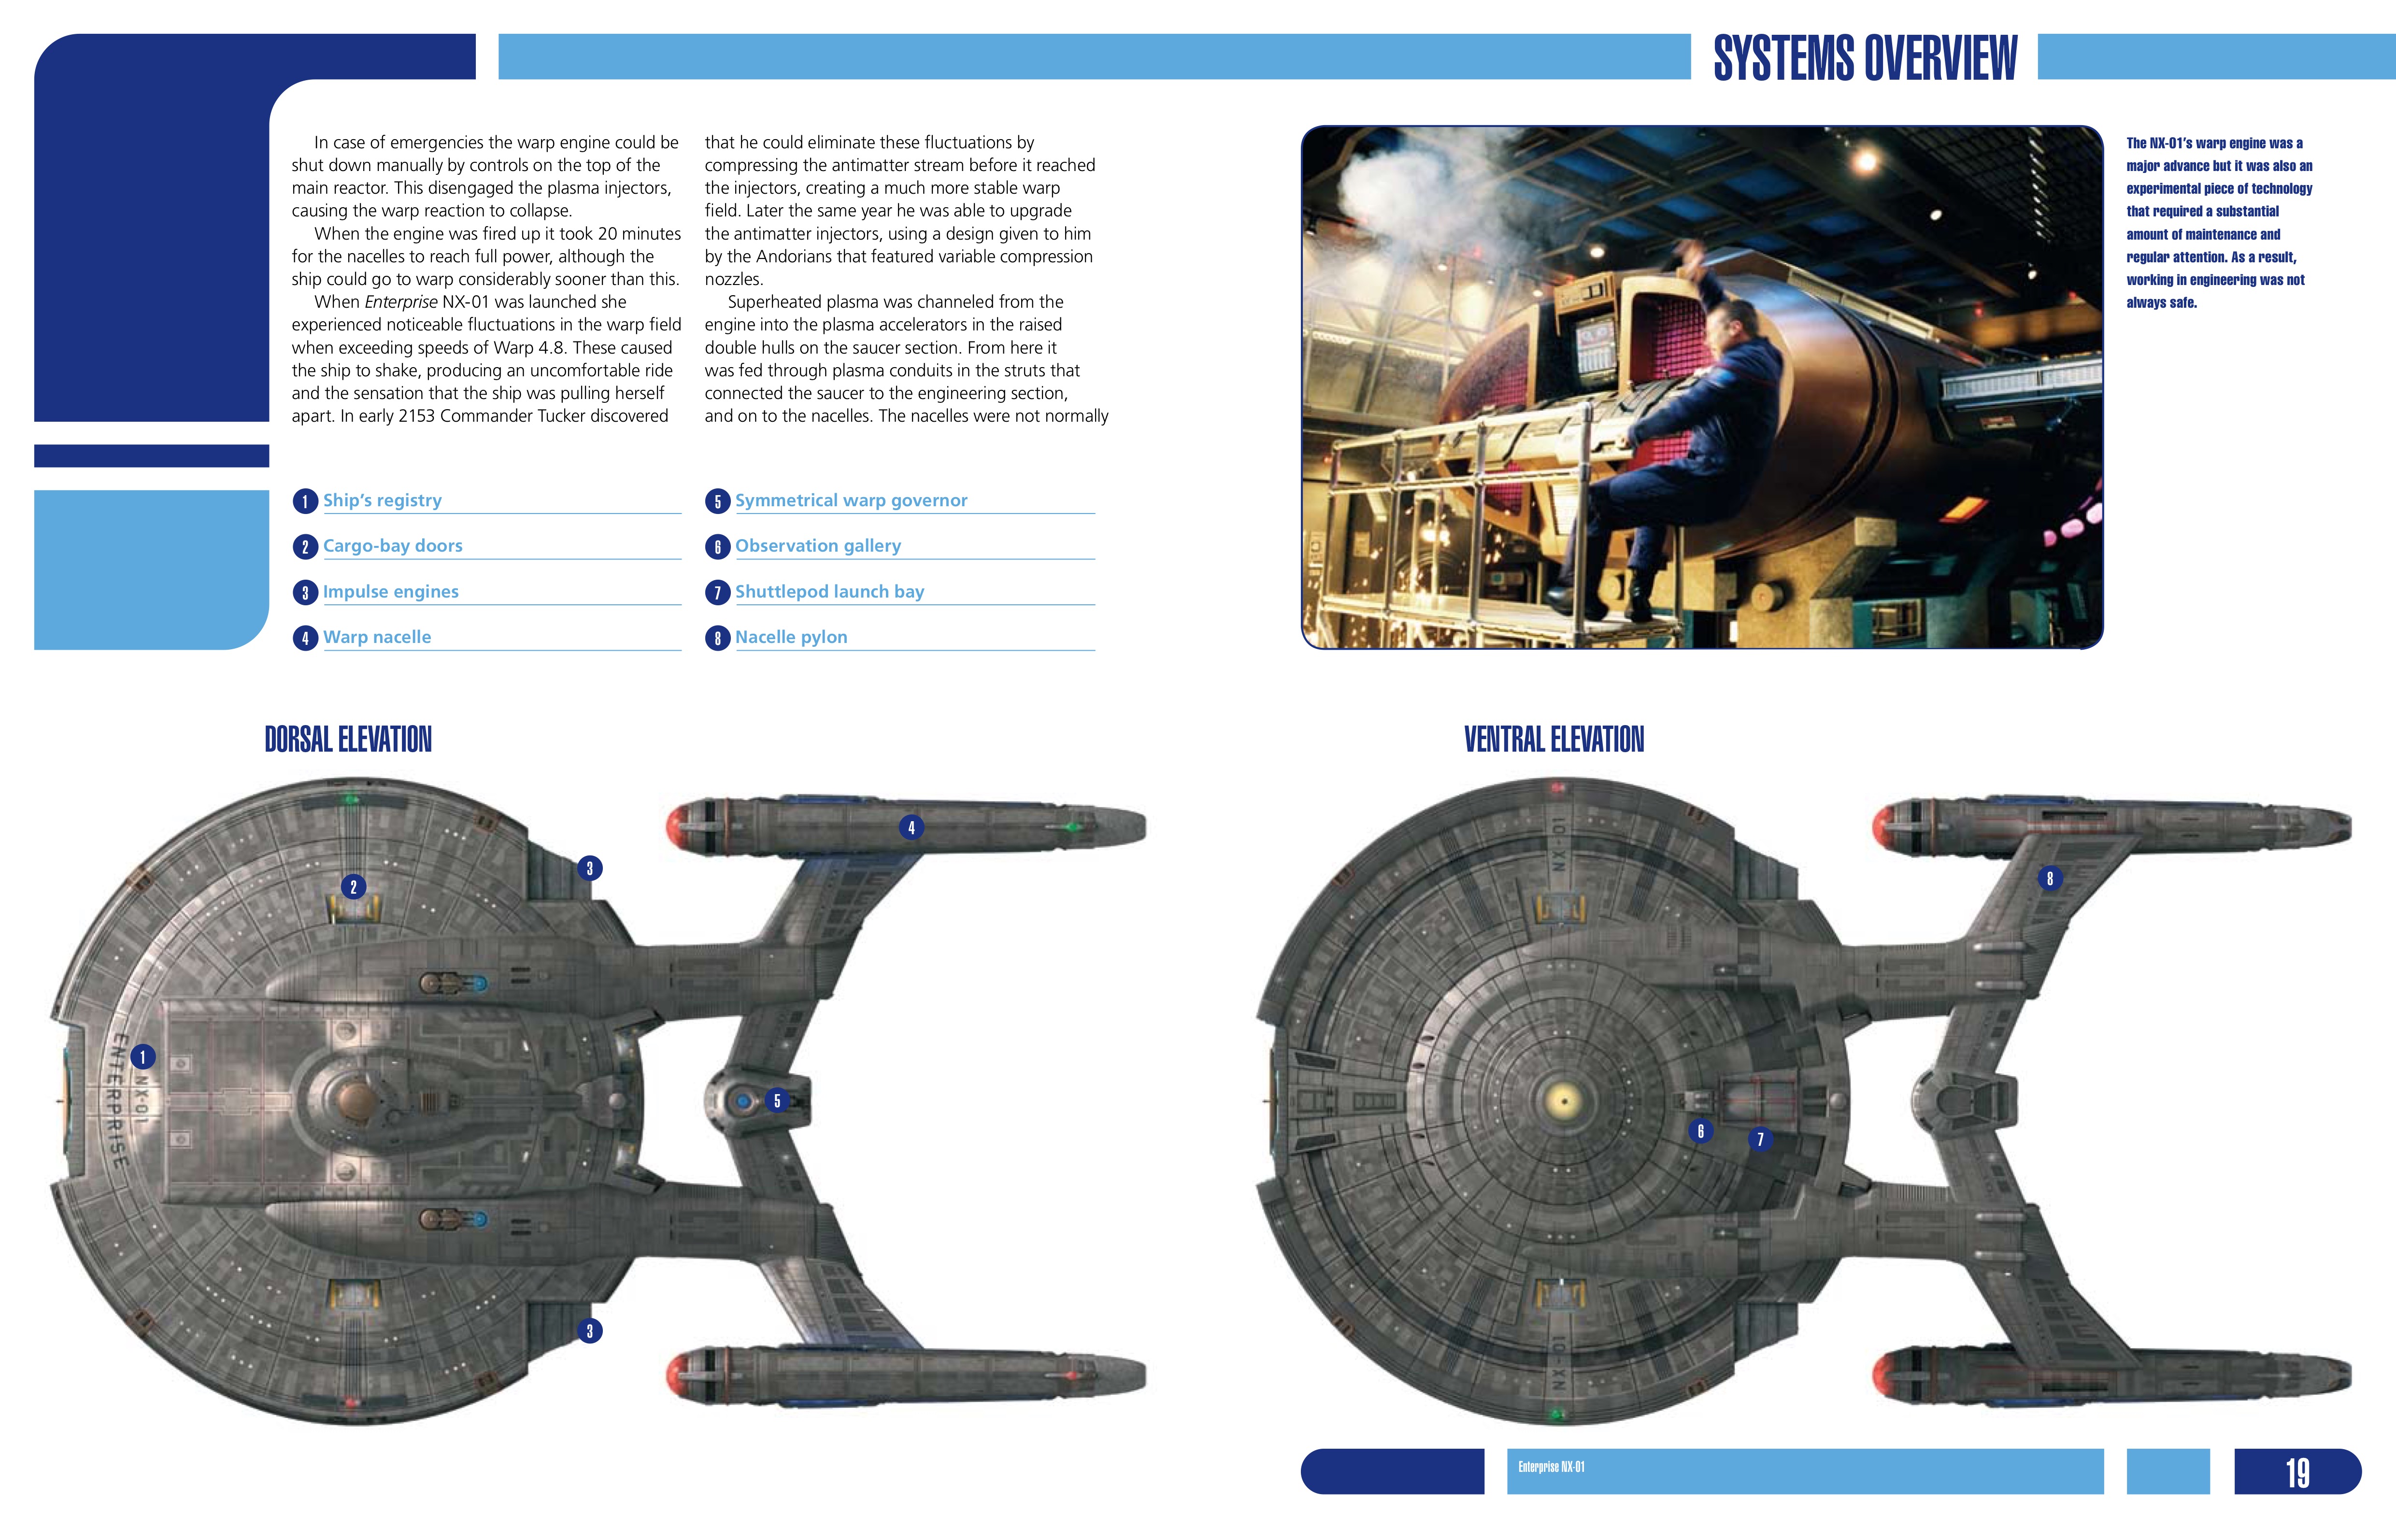 SYSTEMS OVERVIEW
In case of emergencies the warp engine could be
shut down manually by controls on the top of the
main reactor. This disengaged the plasma injectors,
causing the warp reaction to collapse.
When the engine was fired up it took 20 minutes
for the nacelles to reach full power, although the
ship could go to warp considerably sooner than this.
When Enterprise NX-01 was launched she
experienced noticeable fluctuations in the warp field
when exceeding speeds of Warp 4.8. These caused
the ship to shake, producing an uncomfortable ride
and the sensation that the ship was pulling herself
apart. In early 2153 Commander Tucker discovered
that he could eliminate these fluctuations by
compressing the antimatter stream before it reached
the injectors, creating a much more stable warp
field. Later the same year he was able to upgrade
the antimatter injectors, using a design given to him
by the Andorians that featured variable compression
nozzles.
Superheated plasma was channeled from the
engine into the plasma accelerators in the raised
double hulls on the saucer section. From here it
was fed through plasma conduits in the struts that
connected the saucer to the engineering section,
and on to the nacelles. The nacelles were not normally
The NX-01's warp engine was a
major advance but it was also an
experimental piece of technology
that required a substantial
amount of maintenance and
regular attention. As a result,
working in engineering was not
always safe.
1 Ship's registry
2 Cargo-bay doors
3 Impulse engines
4 Warp nacelle
5 Symmetrical warp governor
6 Observation gallery
7 Shuttlepod launch bay
8 Nacelle pylon
DORSAL ELEVATION
4
3
2
1
ENTERPRISE
NX-01
5
3
VENTRAL ELEVATION
NX-01
8
6
7
NX-01
Enterprise NX-01
19